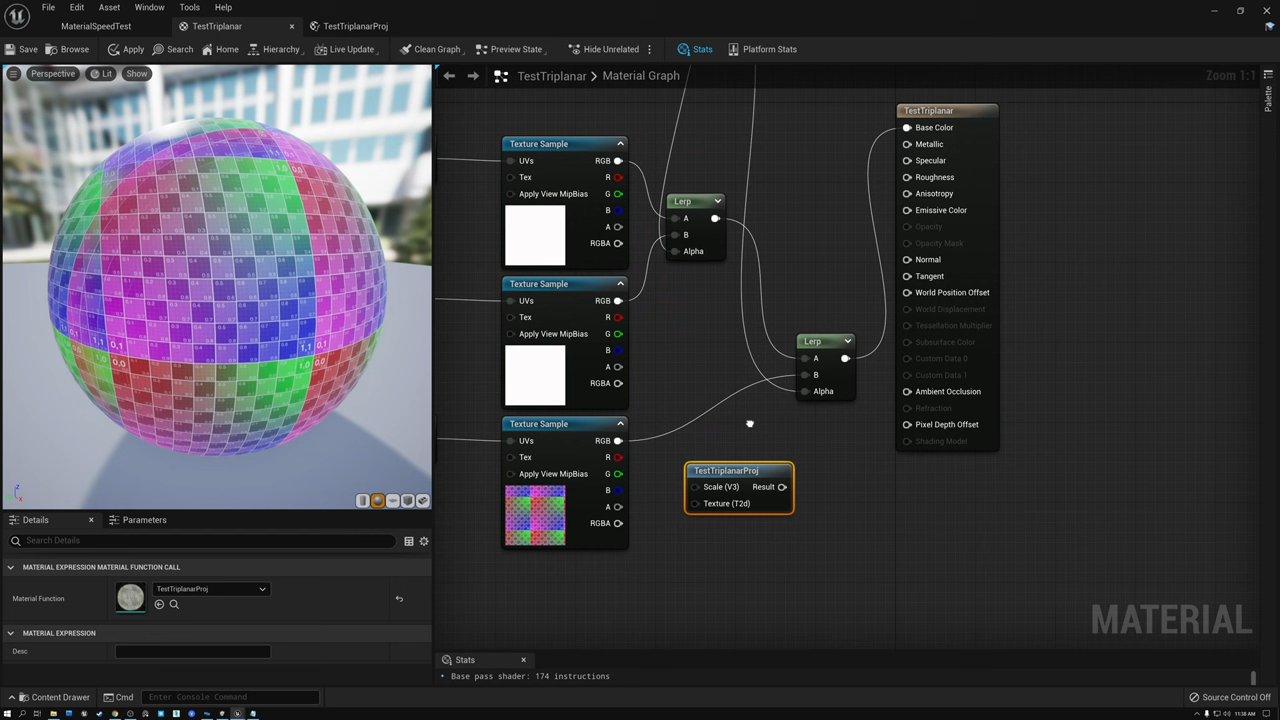 File Edit Asset Window Tools Help
MaterialSpeedTest TestTriplanar TestTriplanarProj
Save Browse Apply Search Home Hierarchy Live Update Clean Graph Preview State Hide Unrelated Stats Platform Stats
Perspective Lit Show
TestTriplanar > Material Graph
Zoom 1:1
Palette
Texture Sample
UVs RGB
Tex R
Apply View MipBias G
B
A
RGBA
Texture Sample
UVs RGB
Tex R
Apply View MipBias G
B
A
RGBA
Texture Sample
UVs RGB
Tex R
Apply View MipBias G
B
A
RGBA
Lerp
A
B
Alpha
Lerp
A
B
Alpha
TestTriplanarProj
Scale (V3) Result
Texture (T2d)
TestTriplanar
Base Color
Metallic
Specular
Roughness
Anisotropy
Emissive Color
Opacity
Opacity Mask
Normal
Tangent
World Position Offset
World Displacement
Tessellation Multiplier
Subsurface Color
Custom Data 0
Custom Data 1
Ambient Occlusion
Refraction
Pixel Depth Offset
Shading Model
MATERIAL
Details Parameters
Search Details
MATERIAL EXPRESSION MATERIAL FUNCTION CALL
Material Function TestTriplanarProj
MATERIAL EXPRESSION
Desc
Stats
Base pass shader: 174 instructions
Content Drawer Cmd Enter Console Command Source Control Off
11:38 AM